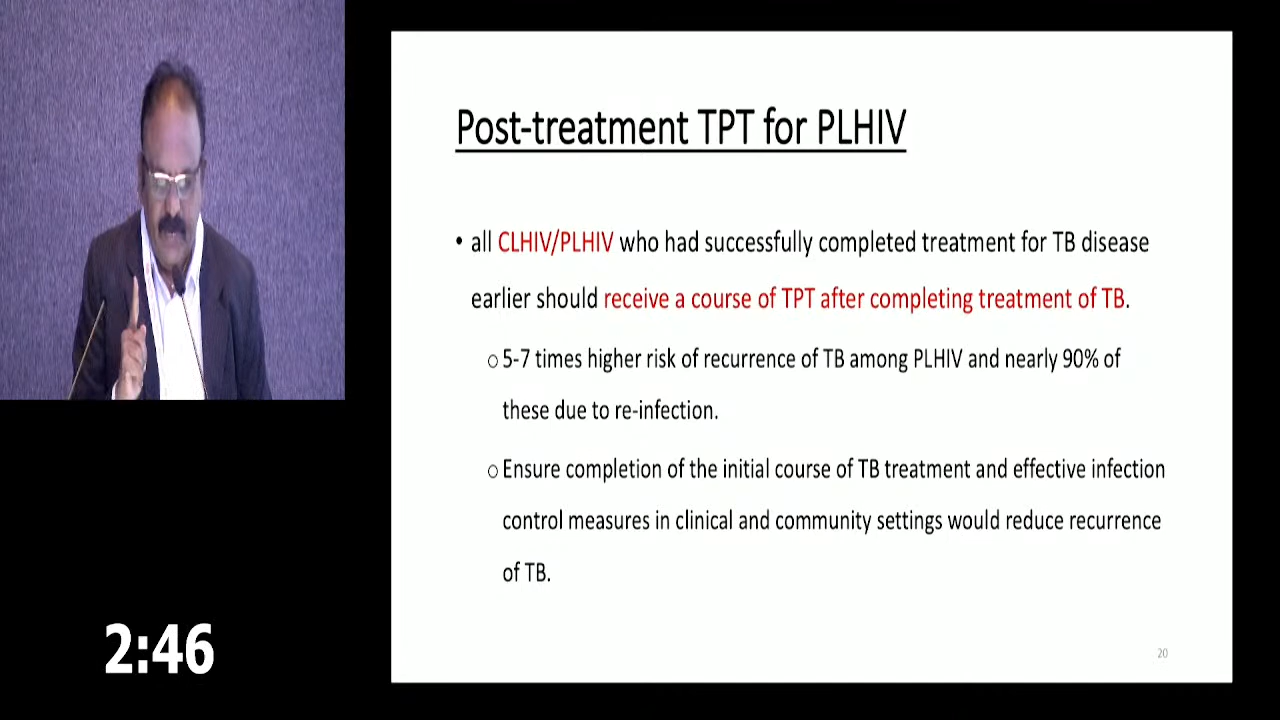 Post-treatment TPT for PLHIV
• all CLHIV/PLHIV who had successfully completed treatment for TB disease
earlier should receive a course of TPT after completing treatment of TB.
o 5-7 times higher risk of recurrence of TB among PLHIV and nearly 90% of
these due to re-infection.
o Ensure completion of the initial course of TB treatment and effective infection
control measures in clinical and community settings would reduce recurrence
of TB.
20
2:46